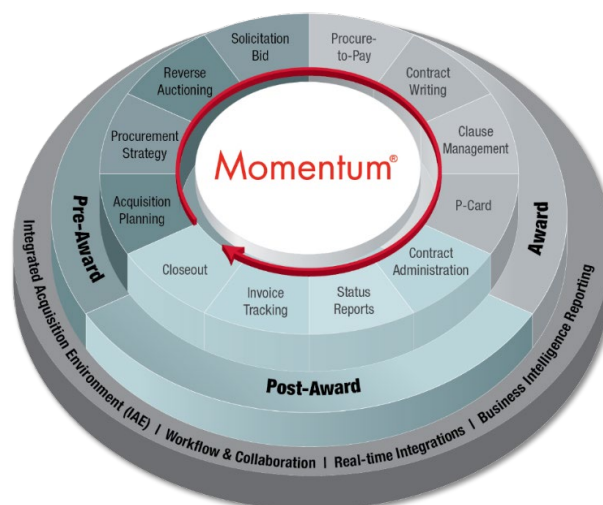 Solicitation
Bid
Procure-
to-Pay
Reverse
Auctioning
Contract
Writing
Procurement
Strategy
Clause
Management
Momentum®
Acquisition
Planning
P-Card
Pre-Award
Award
Closeout
Invoice
Tracking
Status
Reports
Contract
Administration
Post-Award
Integrated Acquisition Environment (IAE) | Workflow & Collaboration | Real-time Integrations | Business Intelligence Reporting